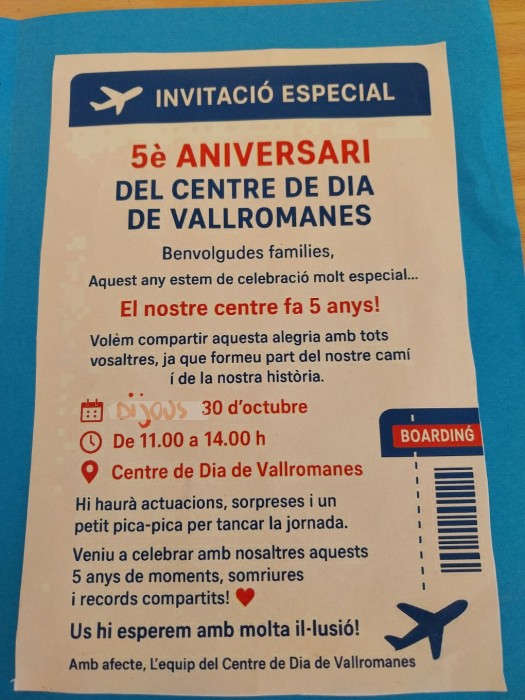 INVITACIÓ ESPECIAL
5è ANIVERSARI
DEL CENTRE DE DIA
DE VALLROMANES
Benvolgudes famílies,
Aquest any estem de celebració molt especial...
El nostre centre fa 5 anys!
Volèm compartir aquesta alegria amb tots
vosaltres, ja que formeu part del nostre camí
í de la nostra història.
Dijous 30 d'octubre
De 11.00 a 14.00 h
BOARDING
Centre de Dia de Vallromanes
Hi haurà actuacions, sorpreses i un
petit pica-pica per tancar la jornada.
Veniu a celebrar amb nosaltres aquests
5 anys de moments, somriures
i records compartits! ♥
Us hi esperem amb molta il-lusió!
Amb afecte, L'equip del Centre de Dia de Vallromanes